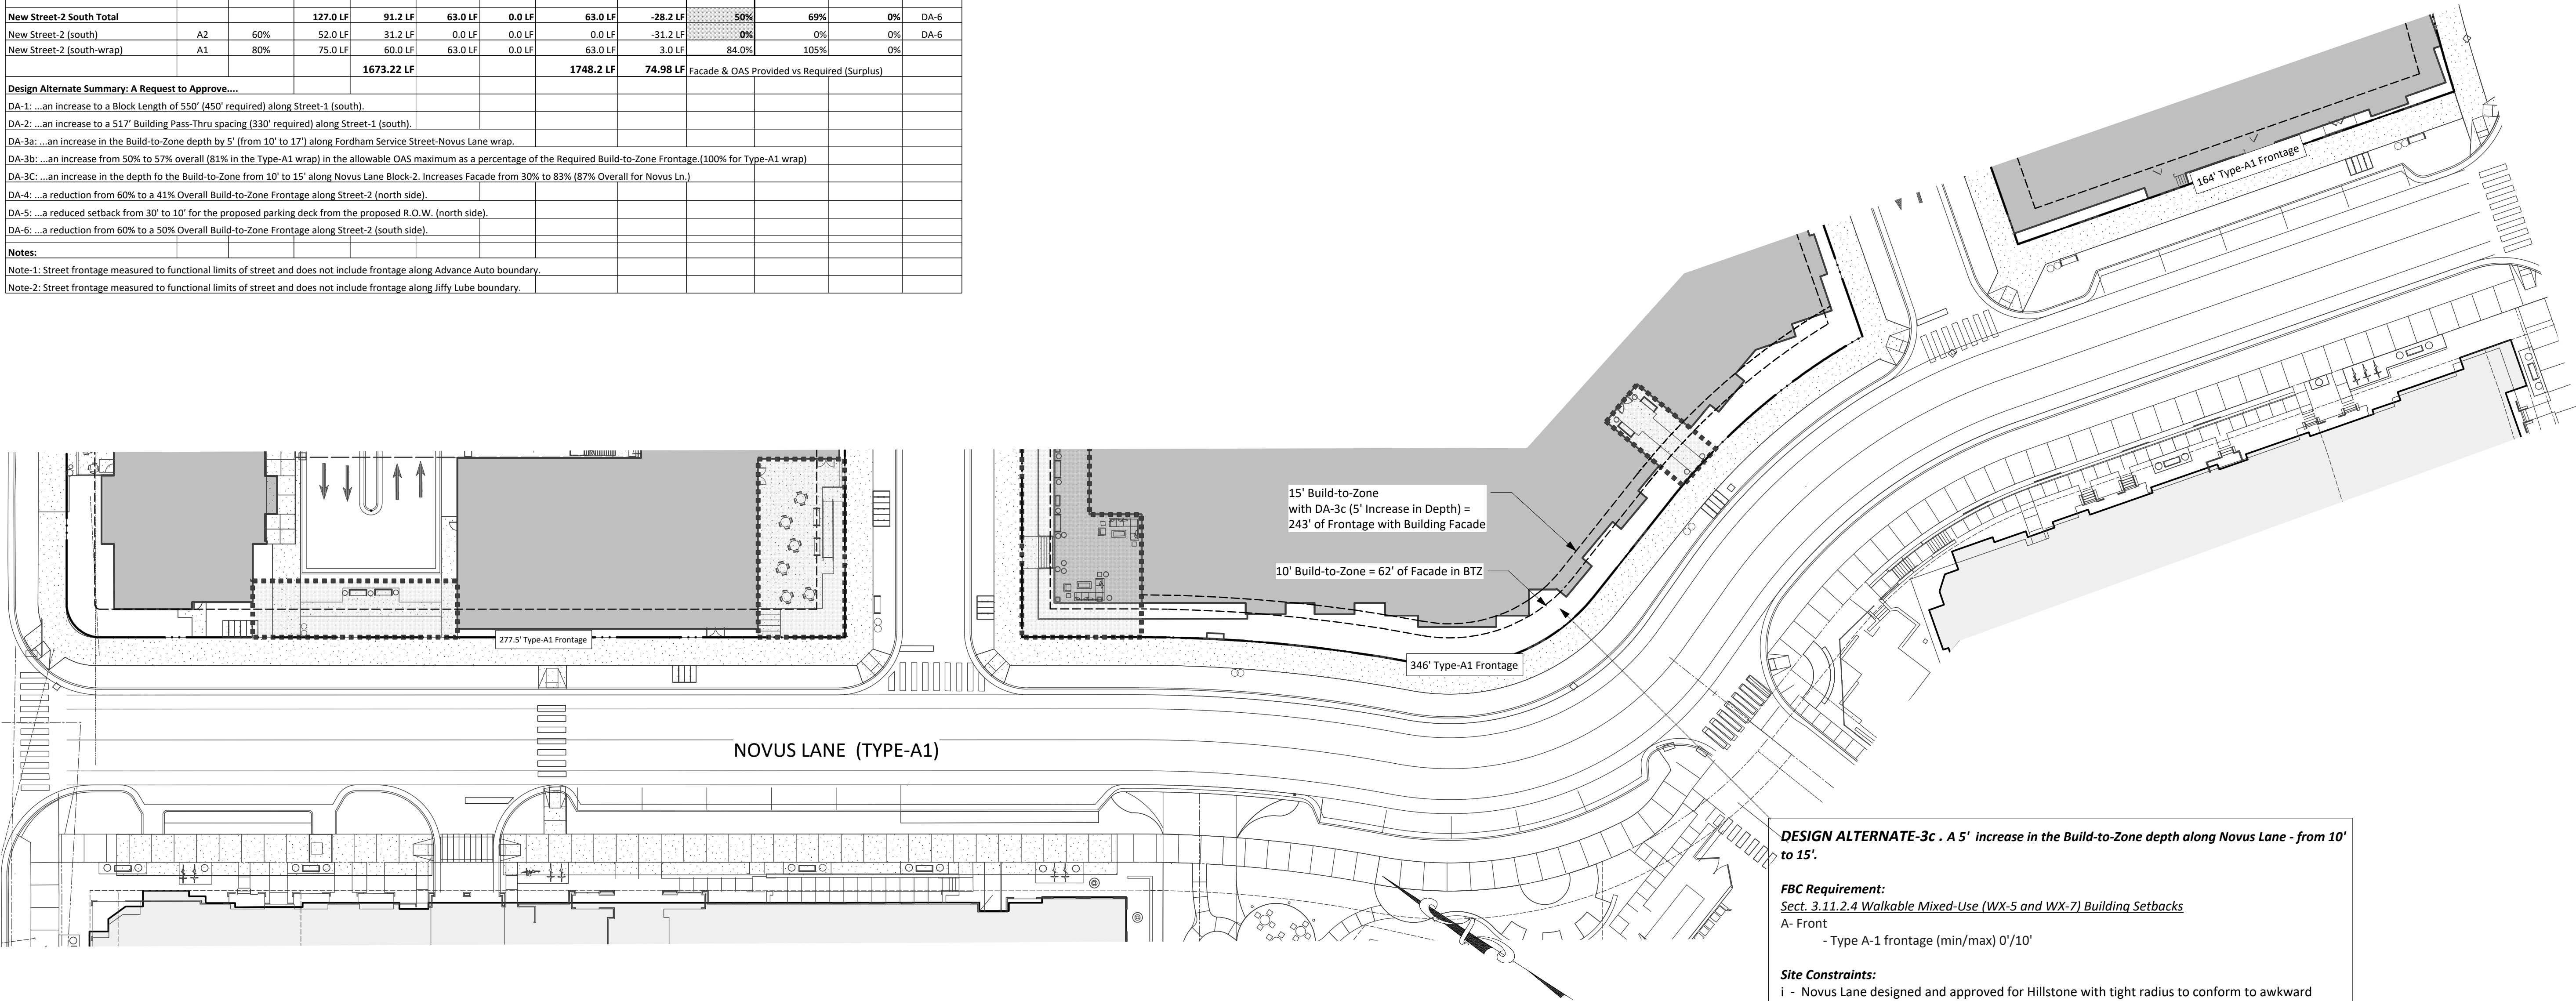 New Street-2 South Total 127.0 LF 91.2 LF 63.0 LF 0.0 LF 63.0 LF -28.2 LF 50% 69% 0% DA-6
New Street-2 (south) A2 60% 52.0 LF 31.2 LF 0.0 LF 0.0 LF 0.0 LF -31.2 LF 0% 0% 0% DA-6
New Street-2 (south-wrap) A1 80% 75.0 LF 60.0 LF 63.0 LF 0.0 LF 63.0 LF 3.0 LF 84.0% 105% 0%
1673.22 LF 1748.2 LF 74.98 LF Facade & OAS Provided vs Required (Surplus)
Design Alternate Summary: A Request to Approve....
DA-1: ...an increase to a Block Length of 550' (450' required) along Street-1 (south).
DA-2: ...an increase to a 517' Building Pass-Thru spacing (330' required) along Street-1 (south).
DA-3a: ...an increase in the Build-to-Zone depth by 5' (from 10' to 17') along Fordham Service Street-Novus Lane wrap.
DA-3b: ...an increase from 50% to 57% overall (81% in the Type-A1 wrap) in the allowable OAS maximum as a percentage of the Required Build-to-Zone Frontage.(100% for Type-A1 wrap)
DA-3C: ...an increase in the depth fo the Build-to-Zone from 10' to 15' along Novus Lane Block-2. Increases Facade from 30% to 83% (87% Overall for Novus Ln.)
DA-4: ...a reduction from 60% to a 41% Overall Build-to-Zone Frontage along Street-2 (north side).
DA-5: ...a reduced setback from 30' to 10' for the proposed parking deck from the proposed R.O.W. (north side).
DA-6: ...a reduction from 60% to a 50% Overall Build-to-Zone Frontage along Street-2 (south side).
Notes:
Note-1: Street frontage measured to functional limits of street and does not include frontage along Advance Auto boundary.
Note-2: Street frontage measured to functional limits of street and does not include frontage along Jiffy Lube boundary.
164' Type-A1 Frontage
15' Build-to-Zone
with DA-3c (5' Increase in Depth) =
243' of Frontage with Building Facade
10' Build-to-Zone = 62' of Facade in BTZ
277.5' Type-A1 Frontage
346' Type-A1 Frontage
NOVUS LANE (TYPE-A1)
DESIGN ALTERNATE-3c . A 5' increase in the Build-to-Zone depth along Novus Lane - from 10'
to 15'.
FBC Requirement:
Sect. 3.11.2.4 Walkable Mixed-Use (WX-5 and WX-7) Building Setbacks
A- Front
- Type A-1 frontage (min/max) 0'/10'
Site Constraints:
i - Novus Lane designed and approved for Hillstone with tight radius to conform to awkward